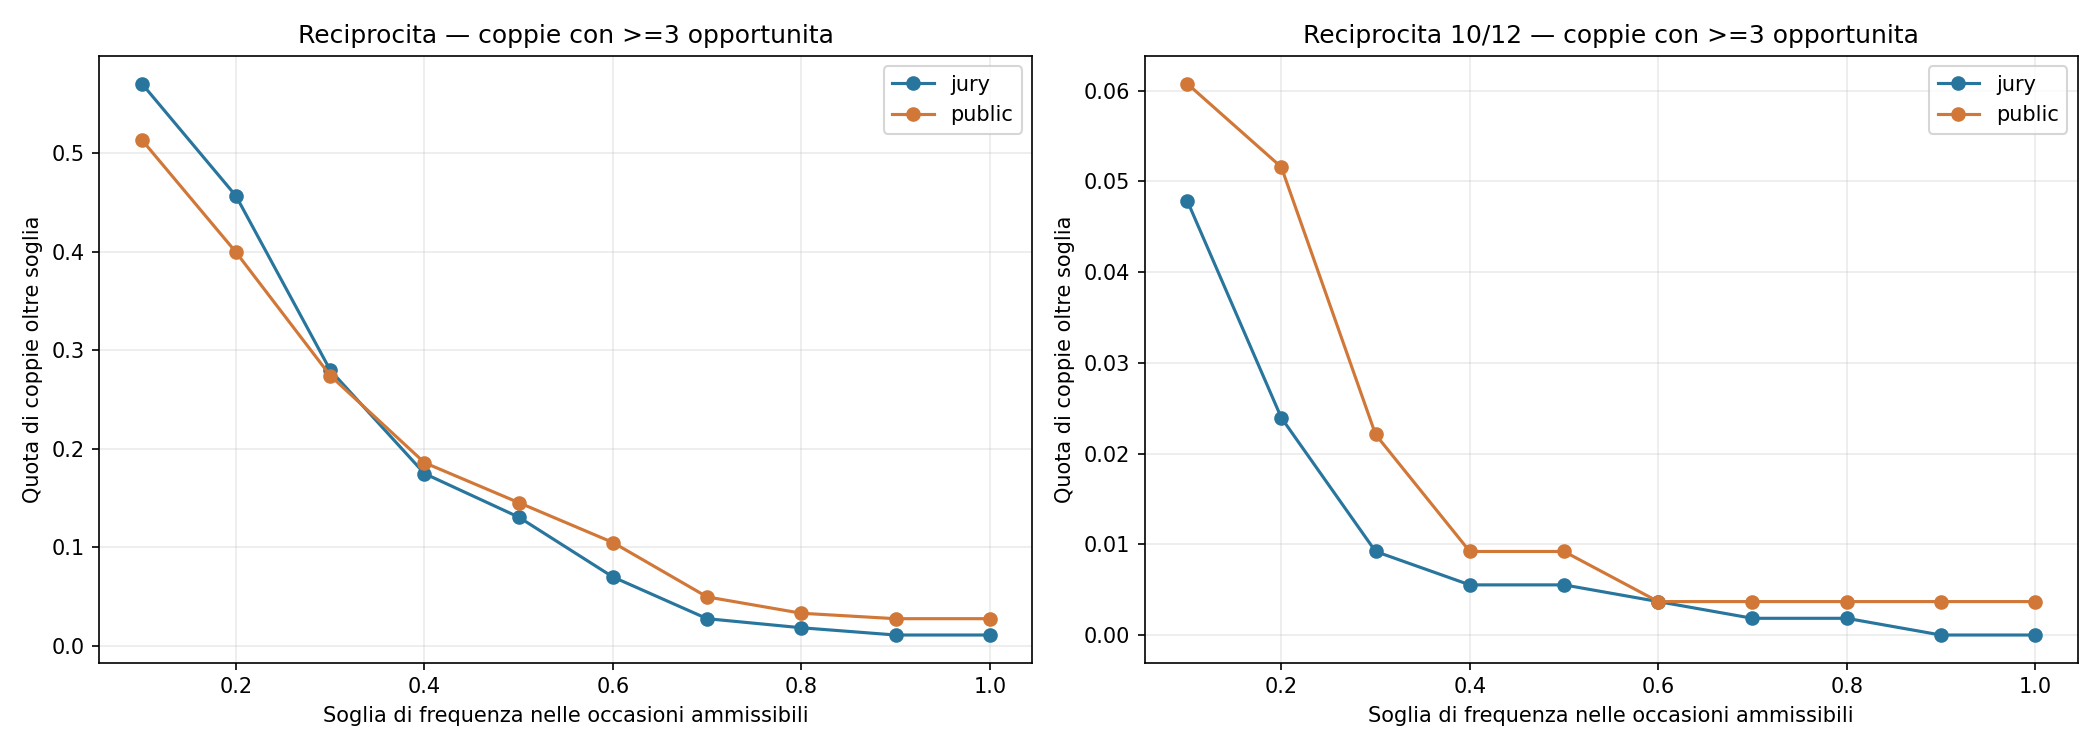 Reciprocita — coppie con >=3 opportunita
jury
public
Quota di coppie oltre soglia
0.5
0.4
0.3
0.2
0.1
0.0
0.2
0.4
0.6
0.8
1.0
Soglia di frequenza nelle occasioni ammissibili
Reciprocita 10/12 — coppie con >=3 opportunita
jury
public
Quota di coppie oltre soglia
0.06
0.05
0.04
0.03
0.02
0.01
0.00
0.2
0.4
0.6
0.8
1.0
Soglia di frequenza nelle occasioni ammissibili